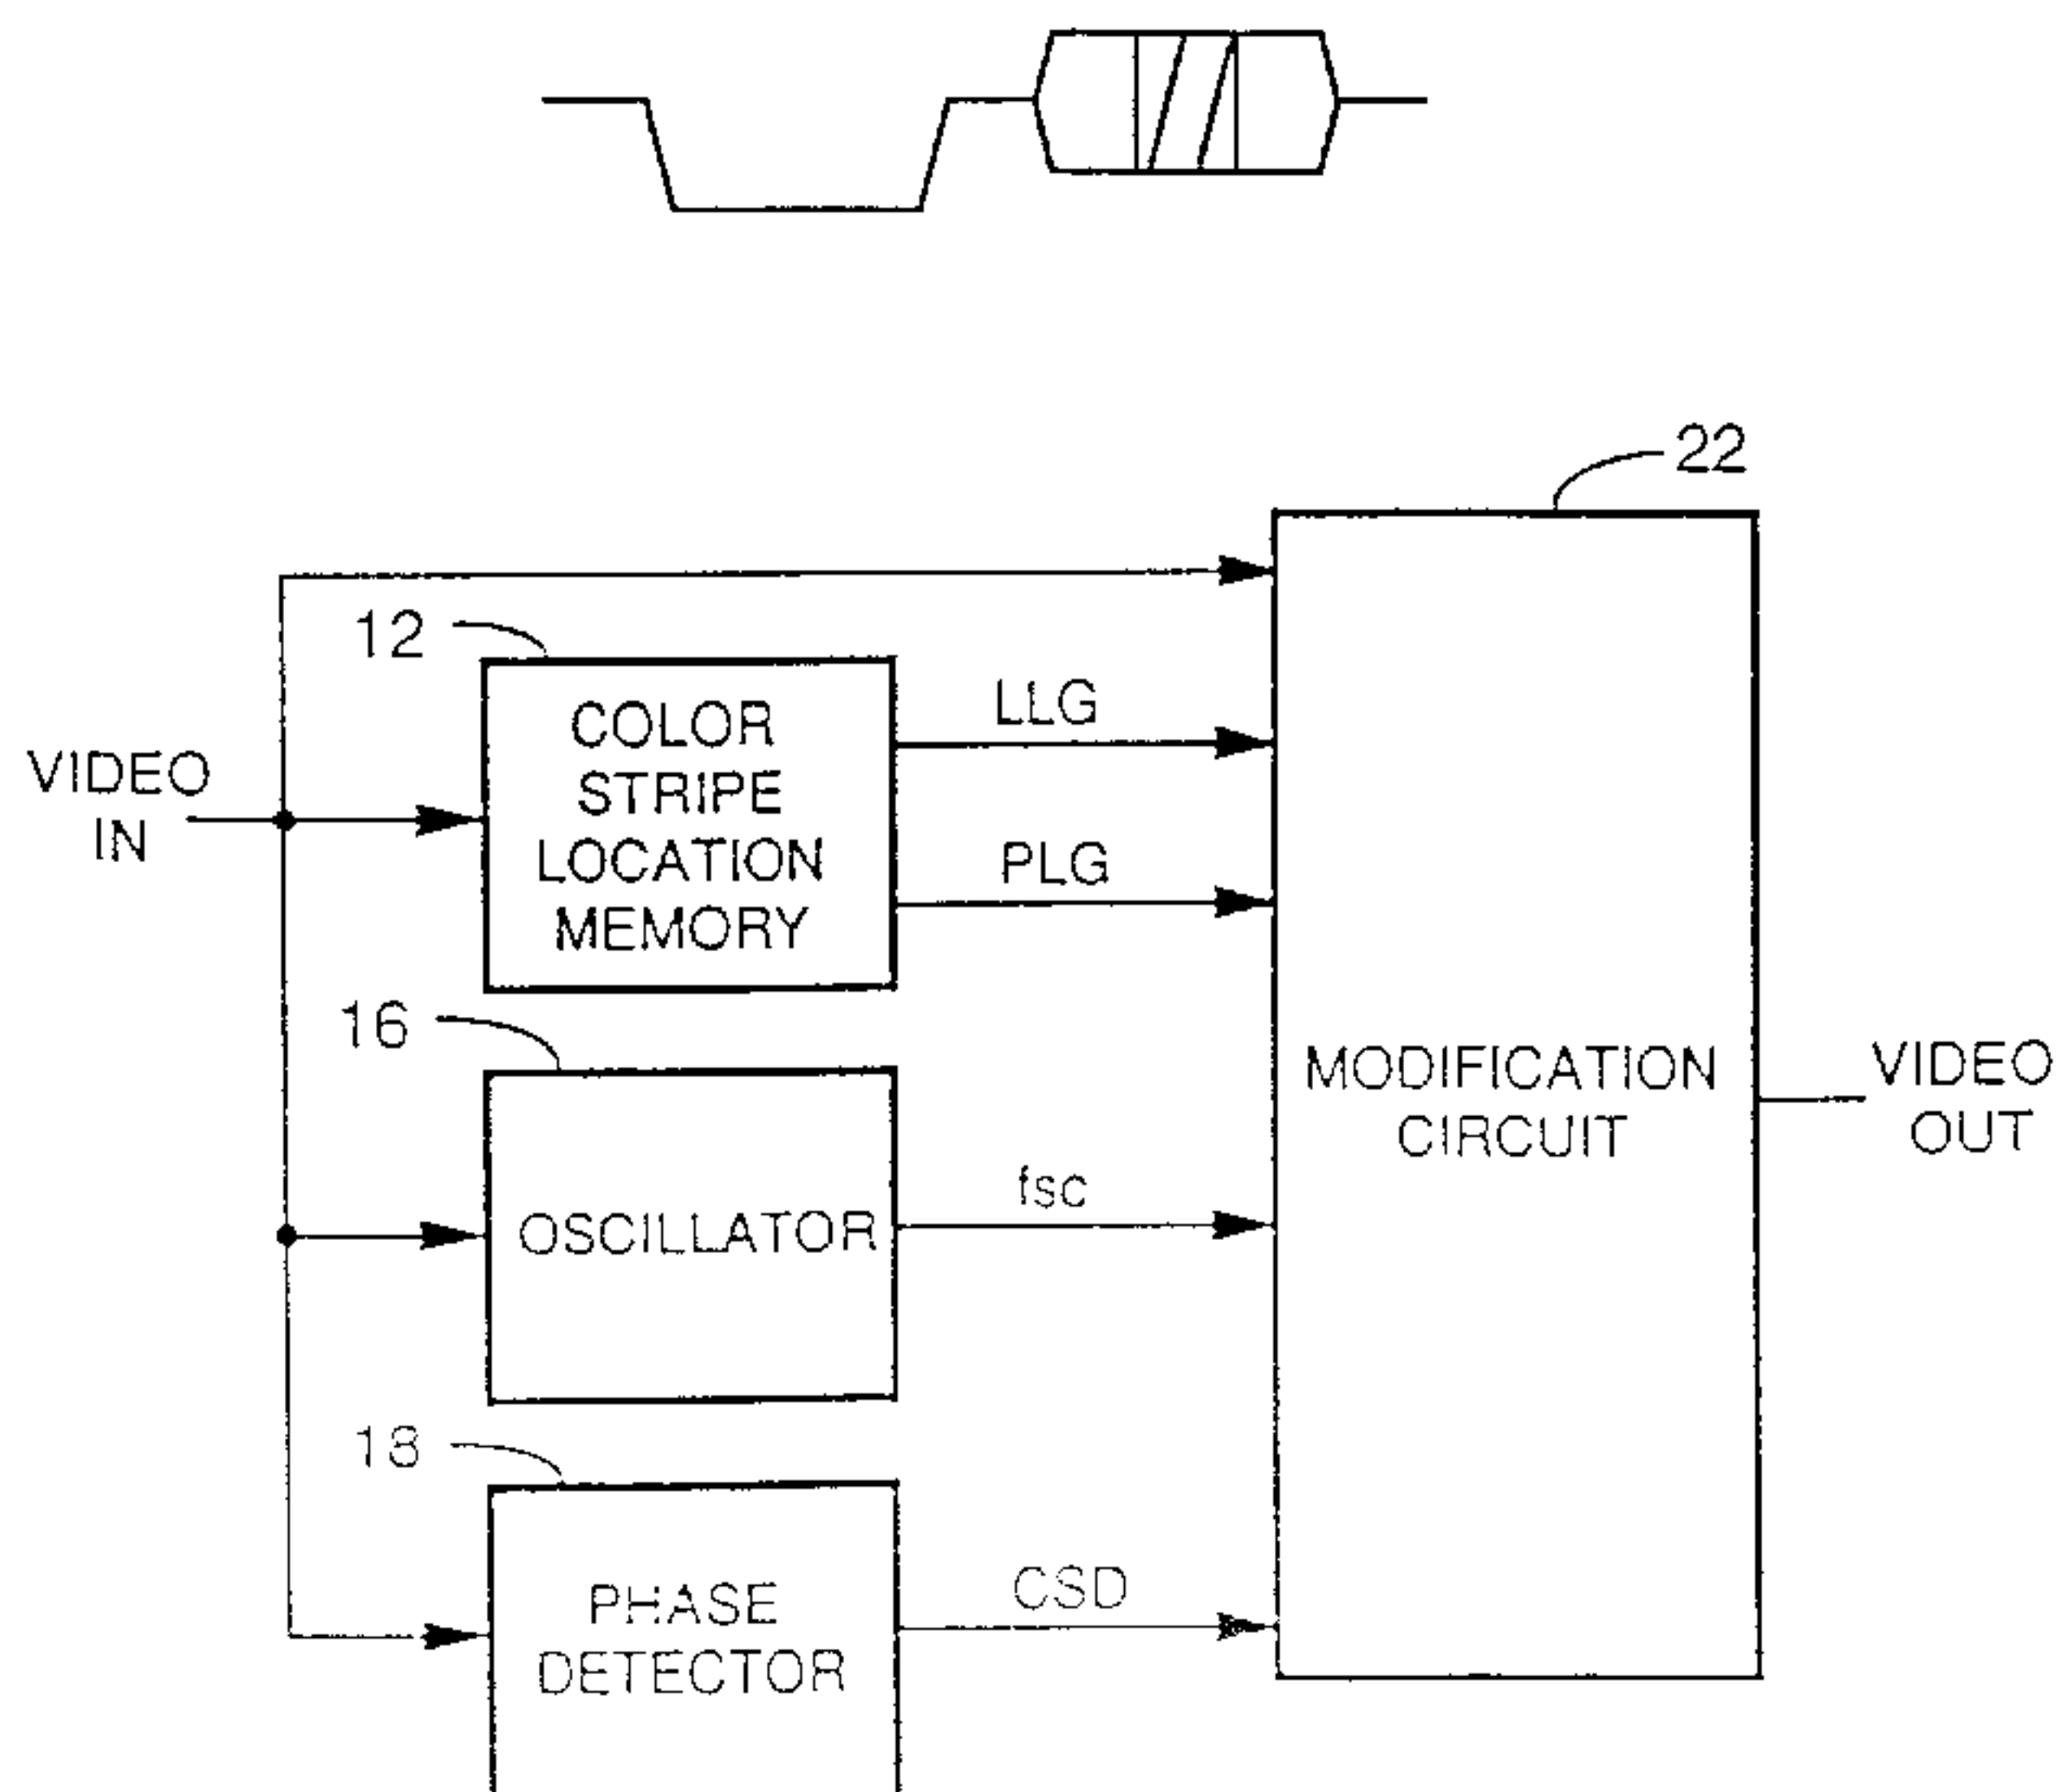 22
12
COLOR
STRIPE
LOCATION
MEMORY
LLG
PLG
VIDEO
IN
16
OSCILLATOR
fsc
MODIFICATION
CIRCUIT
VIDEO
OUT
18
PHASE
DETECTOR
CSD